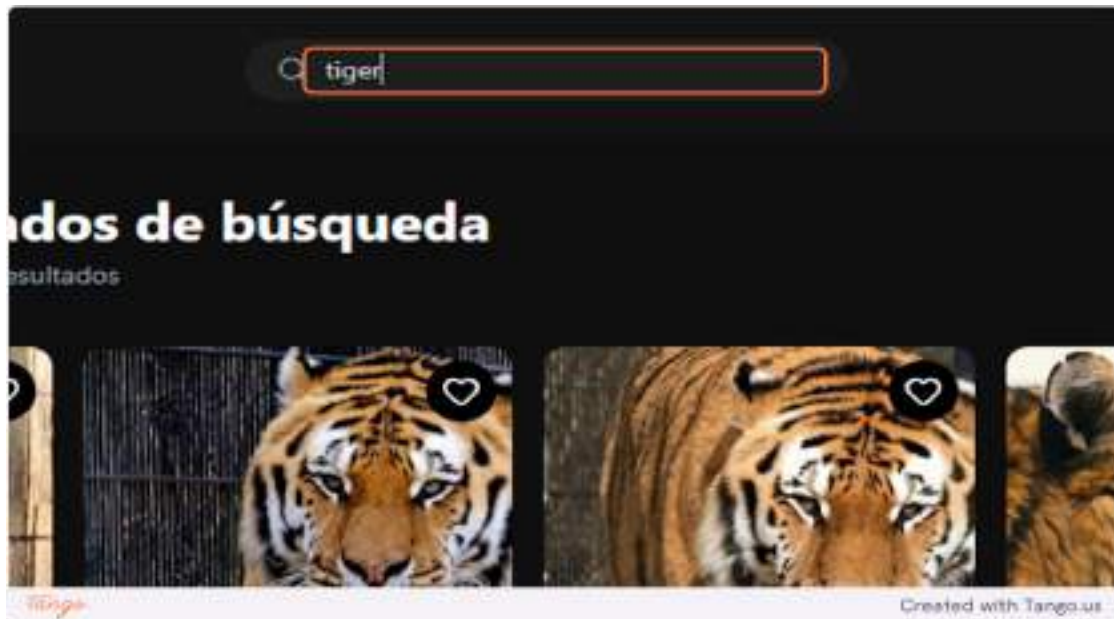 tiger
ados de búsqueda
esultados
Tango
Created with Tango.us